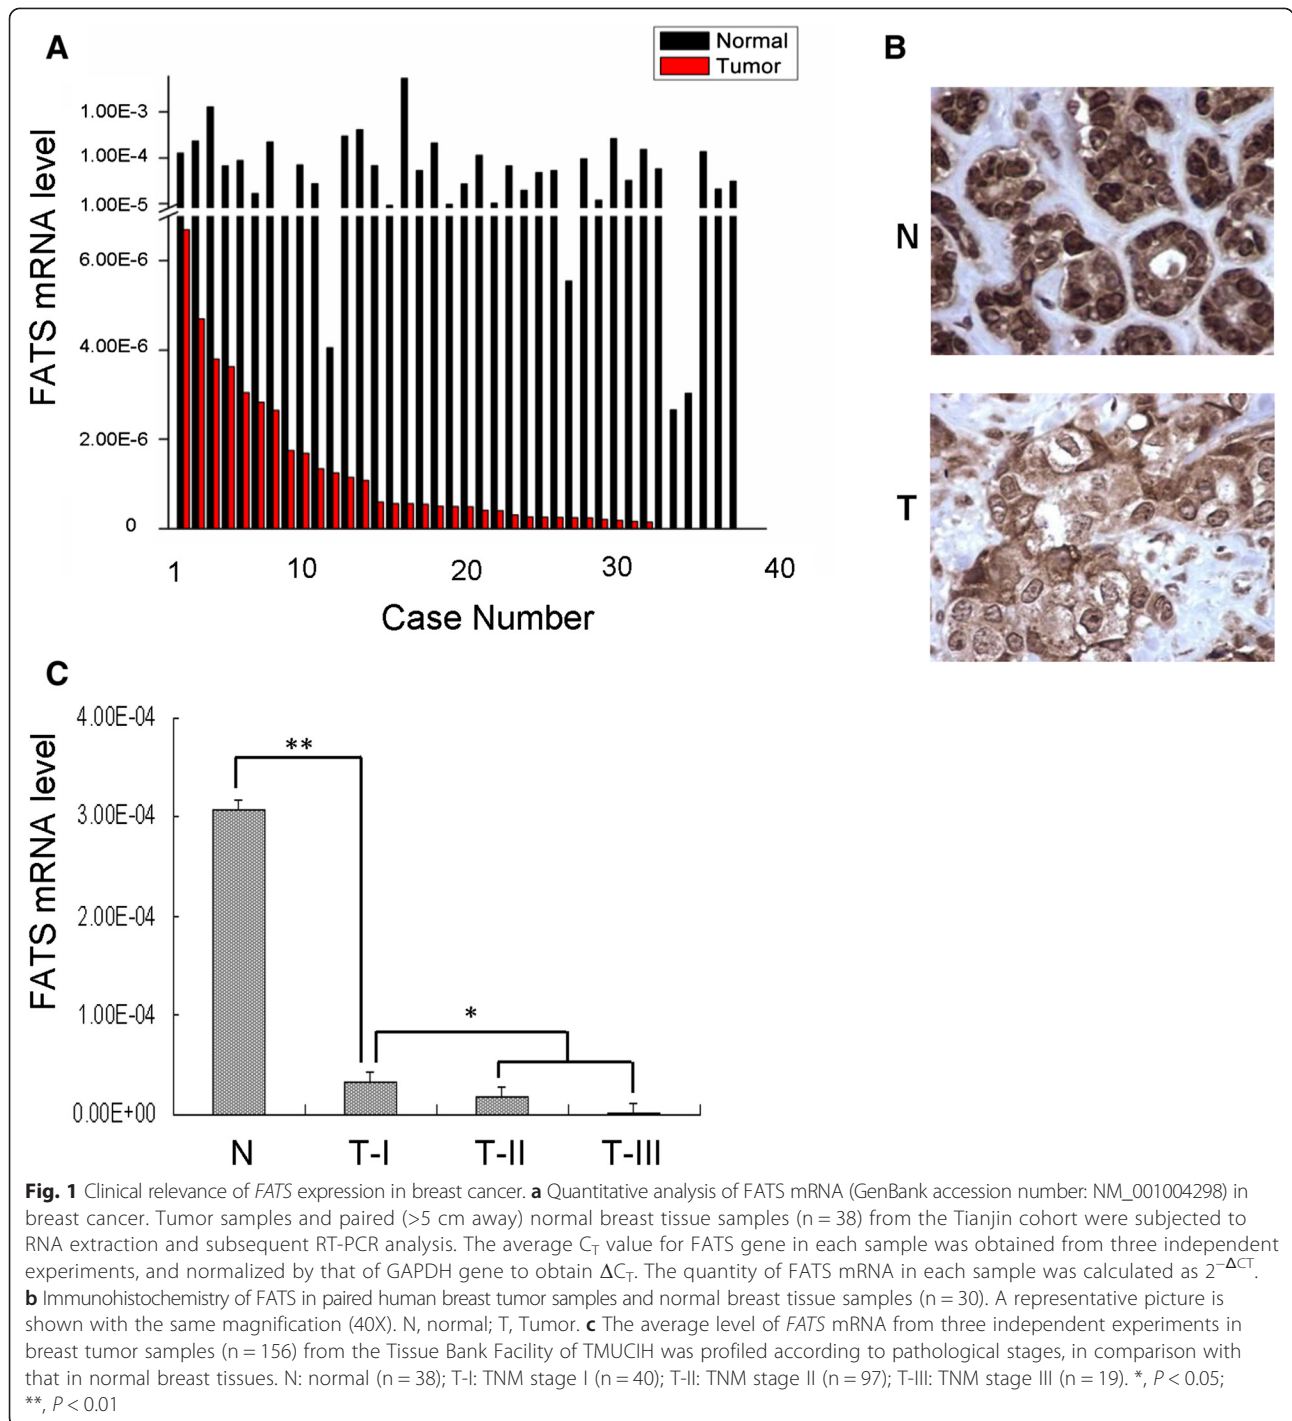 A
Normal
Tumor
FATS mRNA level
1.00E-3
1.00E-4
1.00E-5
6.00E-6
4.00E-6
2.00E-6
0
1 10 20 30 40
Case Number
B
N
T
C
FATS mRNA level
4.00E-04
3.00E-04
2.00E-04
1.00E-04
0.00E+00
**
*
N T-I T-II T-III
Fig. 1 Clinical relevance of FATS expression in breast cancer. a Quantitative analysis of FATS mRNA (GenBank accession number: NM_001004298) in
breast cancer. Tumor samples and paired (>5 cm away) normal breast tissue samples (n = 38) from the Tianjin cohort were subjected to
RNA extraction and subsequent RT-PCR analysis. The average CT value for FATS gene in each sample was obtained from three independent
experiments, and normalized by that of GAPDH gene to obtain ΔCT. The quantity of FATS mRNA in each sample was calculated as 2−ΔCT.
b Immunohistochemistry of FATS in paired human breast tumor samples and normal breast tissue samples (n = 30). A representative picture is
shown with the same magnification (40X). N, normal; T, Tumor. c The average level of FATS mRNA from three independent experiments in
breast tumor samples (n = 156) from the Tissue Bank Facility of TMUCIH was profiled according to pathological stages, in comparison with
that in normal breast tissues. N: normal (n = 38); T-I: TNM stage I (n = 40); T-II: TNM stage II (n = 97); T-III: TNM stage III (n = 19). *, P < 0.05;
**, P < 0.01